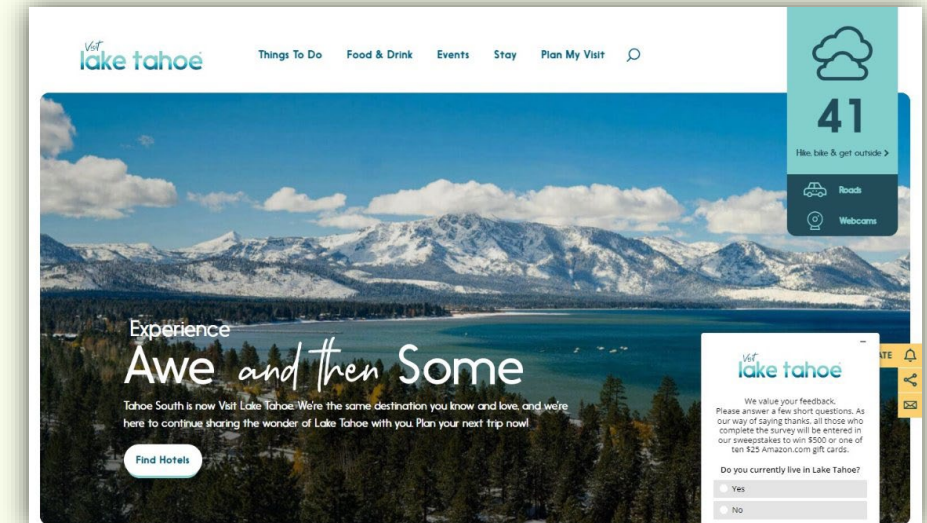 Visit
lake tahoe
Things To Do Food & Drink Events Stay Plan My Visit
41
Hike, bike & get outside >
Roads
Webcams
Experience
Awe and then Some
Tahoe South is now Visit Lake Tahoe. We're the same destination you know and love, and we're
here to continue sharing the wonder of Lake Tahoe with you. Plan your next trip now!
Find Hotels
ATE
Visit
lake tahoe
We value your feedback.
Please answer a few short questions. As
our way of saying thanks, all those who
complete the survey will be entered in
our sweepstakes to win $500 or one of
ten $25 Amazon.com gift cards.
Do you currently live in Lake Tahoe?
Yes
No